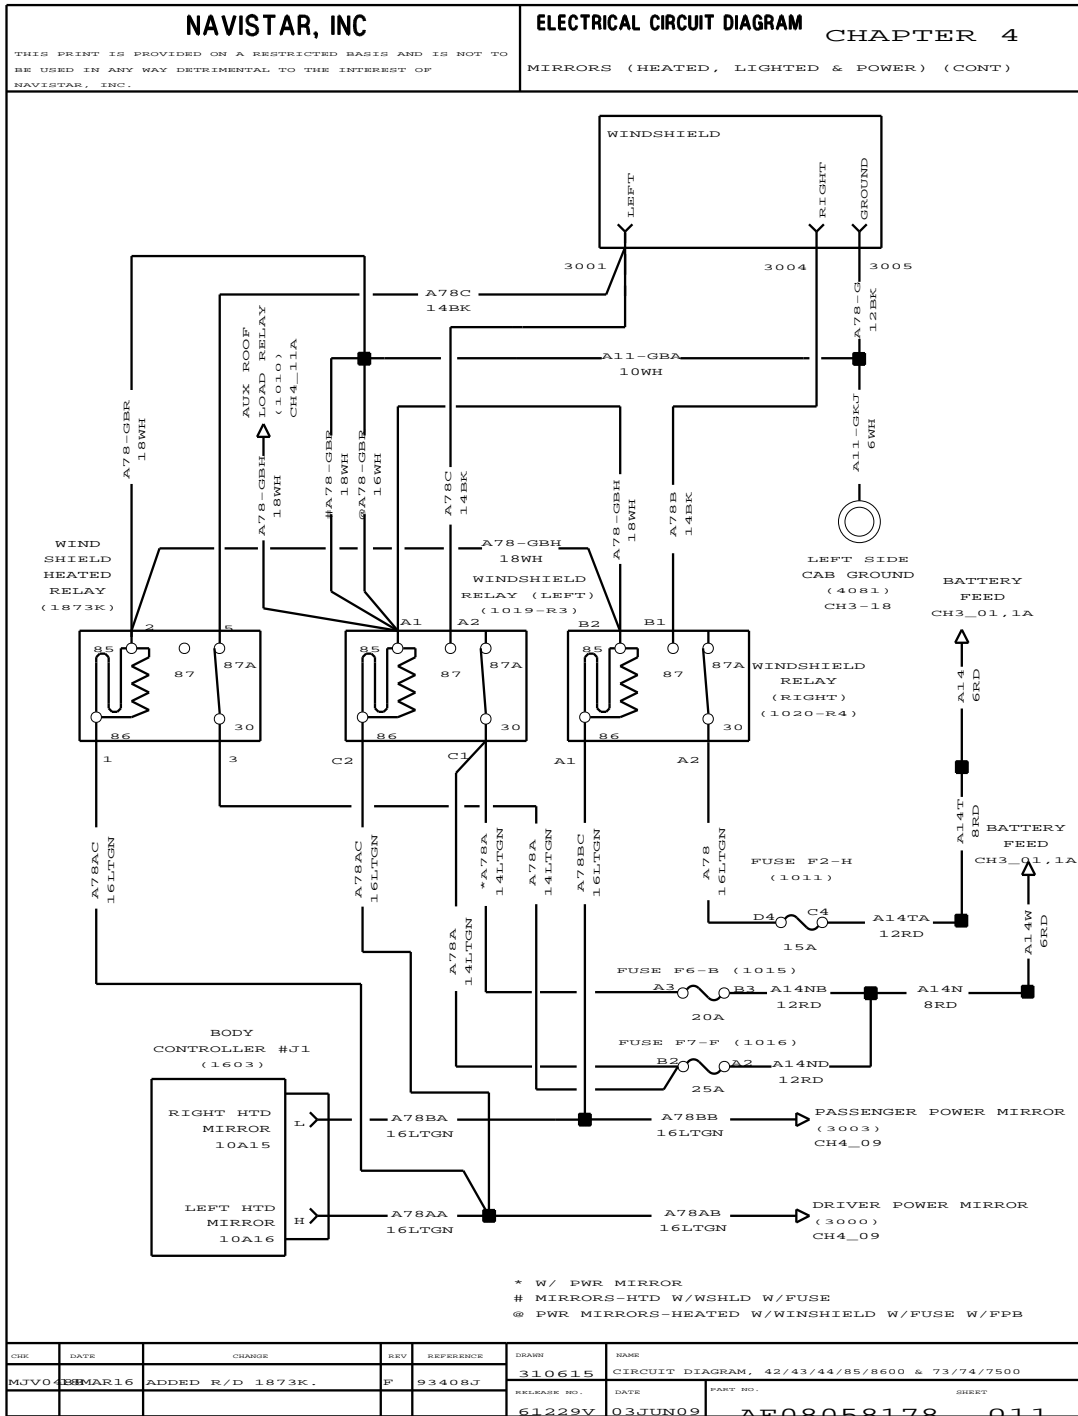 NAVISTAR, INC
THIS PRINT IS PROVIDED ON A RESTRICTED BASIS AND IS NOT TO
BE USED IN ANY WAY DETRIMENTAL TO THE INTEREST OF
NAVISTAR, INC.
ELECTRICAL CIRCUIT DIAGRAM
CHAPTER 4
MIRRORS (HEATED, LIGHTED & POWER) (CONT)
WINDSHIELD
LEFT
RIGHT
GROUND
3001
3004
3005
A78C
14BK
A78-G
12BK
A11-GBA
10WH
AUX ROOF
LOAD RELAY
(1010)
CH4_11A
A78-GBR
18WH
A78-GBH
18WH
#A78-GBR
18WH
@A78-GBR
16WH
A78C
14BK
A78-GBH
18WH
A78B
14BK
A11-GKJ
6WH
A78-GBH
18WH
WIND
SHIELD
HEATED
RELAY
(1873K)
WINDSHIELD
RELAY (LEFT)
(1019-R3)
LEFT SIDE
CAB GROUND
(4081)
CH3-18
BATTERY
FEED
CH3_01,1A
2
5
A1
A2
B2
B1
85
87
87A
86
30
85
87A
86
30
85
87
87A
86
30
WINDSHIELD
RELAY
(RIGHT)
(1020-R4)
A14
6RD
1
3
C2
C1
A1
A2
A78AC
16LTGN
A78AC
16LTGN
*A78A
14LTGN
A78A
14LTGN
A78BC
16LTGN
A78
16LTGN
A14T
8RD
BATTERY
FEED
CH3_01,1A
FUSE F2-H
(1011)
D4
C4
15A
A14TA
12RD
A14W
6RD
A78A
14LTGN
FUSE F6-B (1015)
A3
B3
A14NB
12RD
A14N
8RD
20A
FUSE F7-F (1016)
B2
A2
A14ND
12RD
25A
BODY
CONTROLLER #J1
(1603)
RIGHT HTD
MIRROR
10A15
L
A78BA
16LTGN
A78BB
16LTGN
PASSENGER POWER MIRROR
(3003)
CH4_09
LEFT HTD
MIRROR
10A16
H
A78AA
16LTGN
A78AB
16LTGN
DRIVER POWER MIRROR
(3000)
CH4_09
* W/ PWR MIRROR
# MIRRORS-HTD W/WSHLD W/FUSE
@ PWR MIRRORS-HEATED W/WINSHIELD W/FUSE W/FPB
CHK
DATE
CHANGE
REV
REFERENCE
DRAWN
310615
NAME
CIRCUIT DIAGRAM, 42/43/44/85/8600 & 73/74/7500
ADDED R/D 1873K.
F
93408J
RELEASE NO.
61229V
DATE
03JUN09
PART NO.
AF08058178
SHEET
011